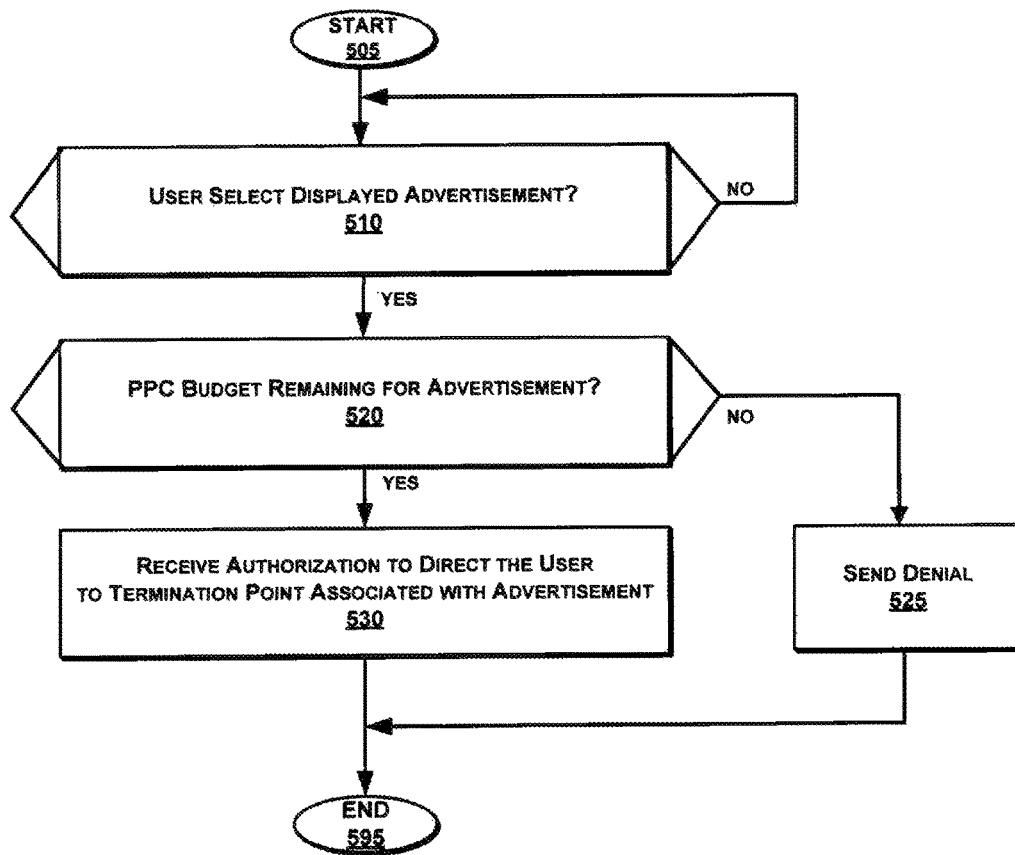 START
505
USER SELECT DISPLAYED ADVERTISEMENT?
510
NO
YES
PPC BUDGET REMAINING FOR ADVERTISEMENT?
520
NO
YES
RECEIVE AUTHORIZATION TO DIRECT THE USER
TO TERMINATION POINT ASSOCIATED WITH ADVERTISEMENT
530
SEND DENIAL
525
END
595